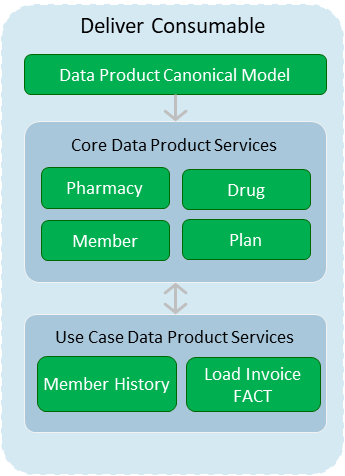 Deliver Consumable
Data Product Canonical Model
Core Data Product Services
Pharmacy
Drug
Member
Plan
Use Case Data Product Services
Member History
Load Invoice
FACT